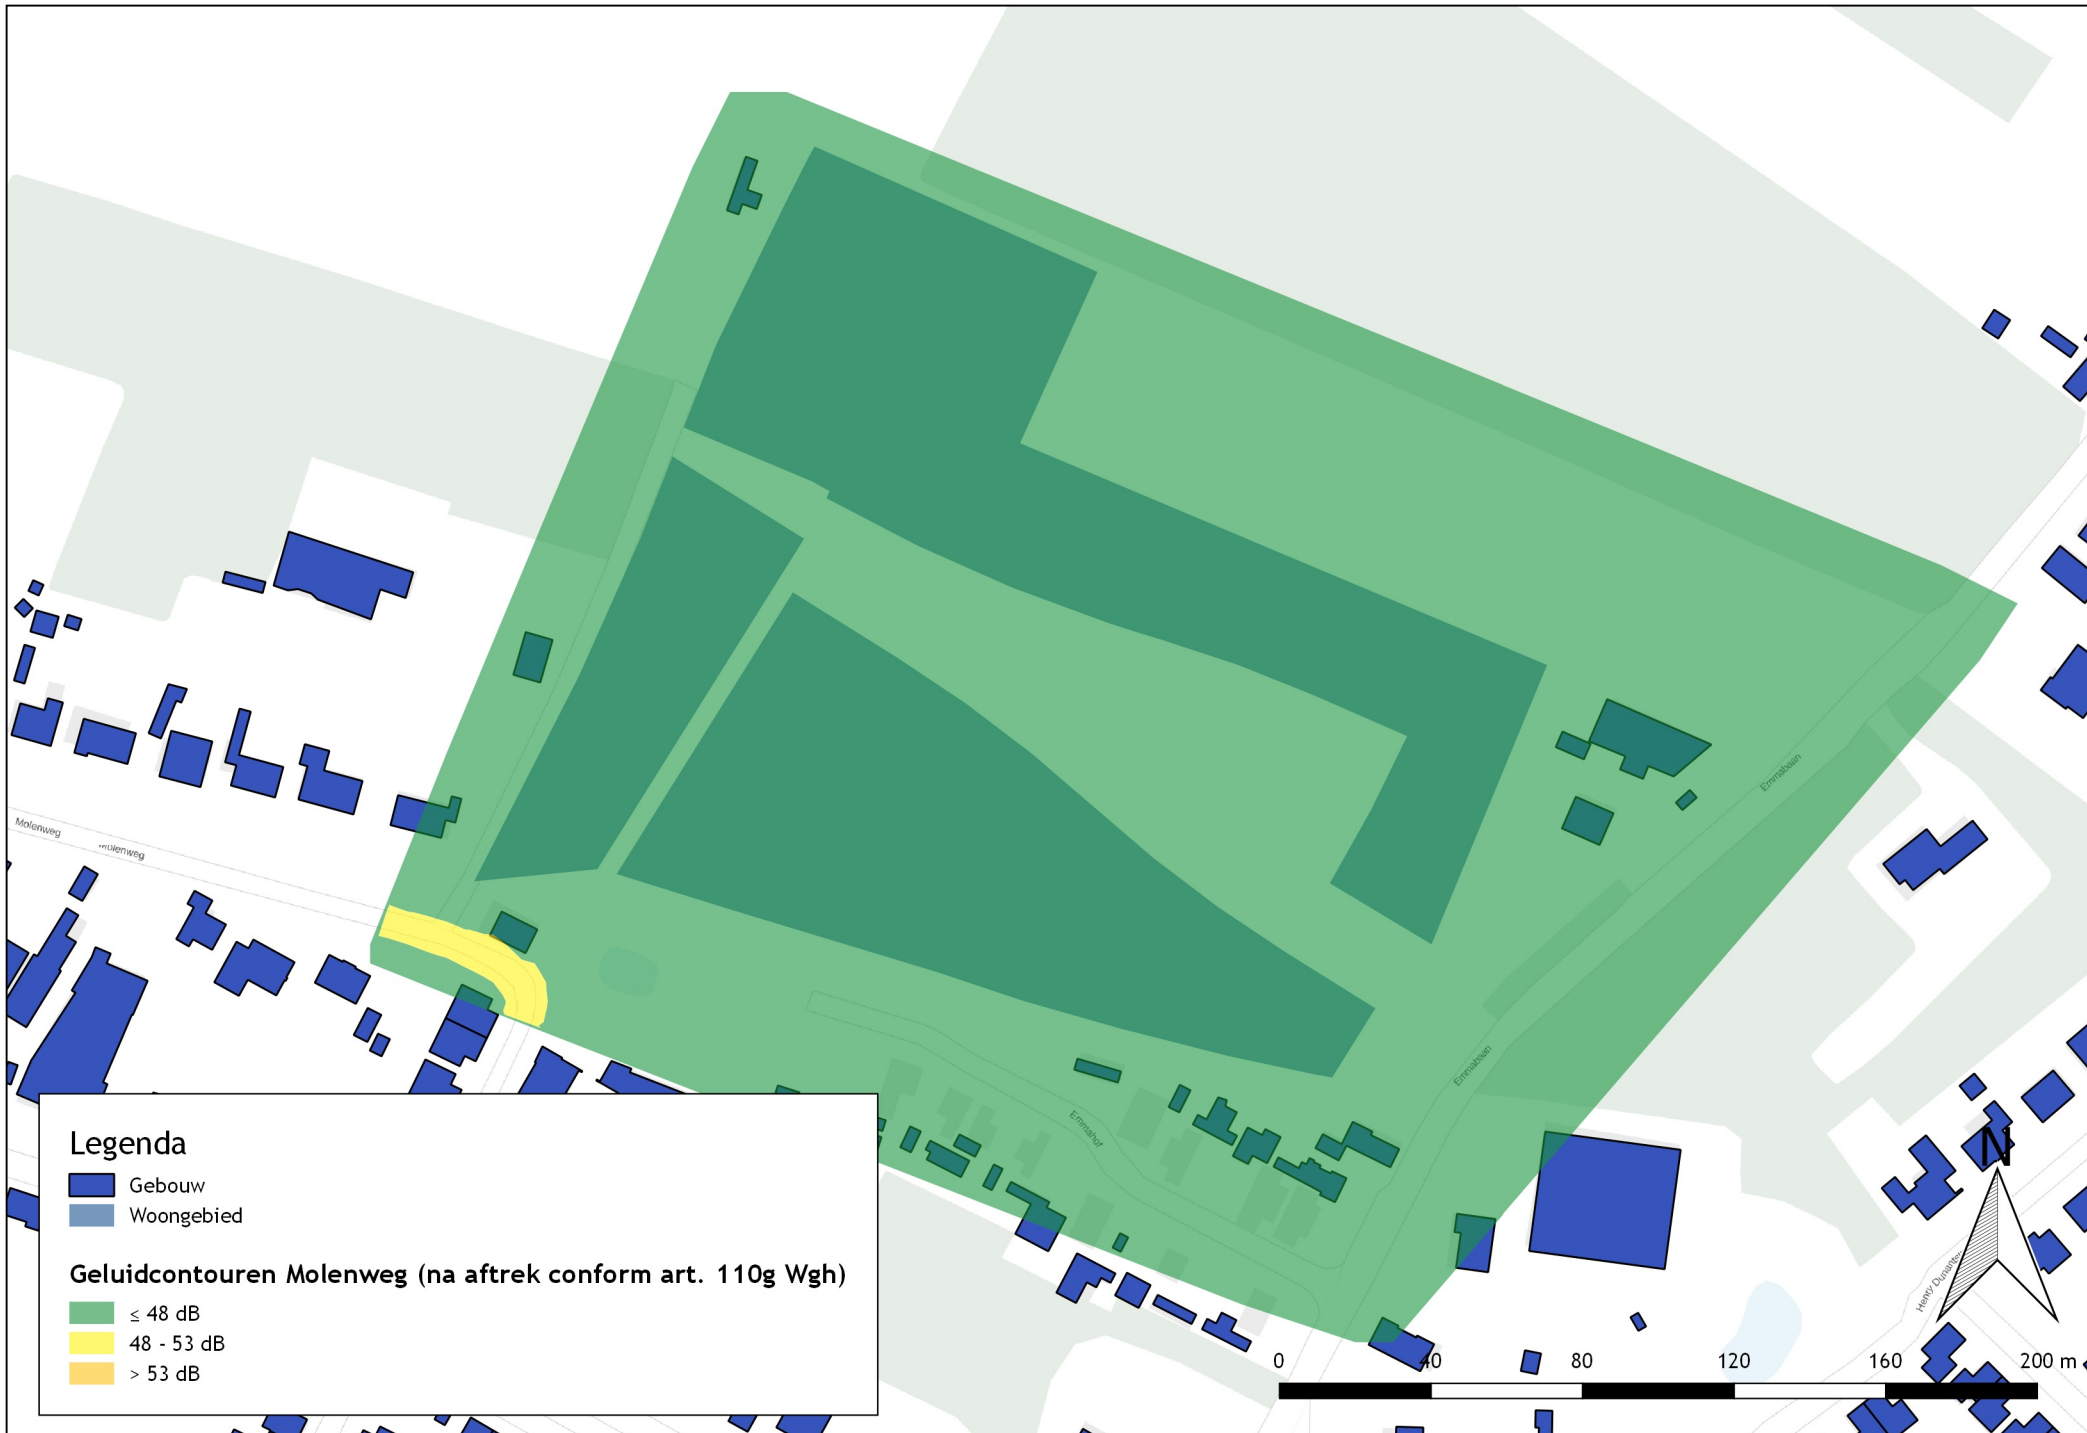 Molenweg
Emmabaan
Emmabaan
Emmahof
N
Legenda
Gebouw
Woongebied
Geluidcontouren Molenweg (na aftrek conform art. 110g Wgh)
≤ 48 dB
48 - 53 dB
> 53 dB
0 40 80 120 160 200 m